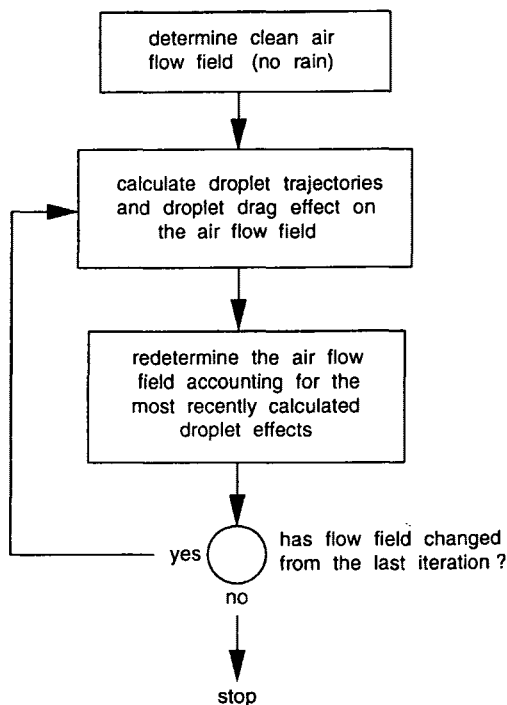 determine clean air
flow field (no rain)
calculate droplet trajectories
and droplet drag effect on
the air flow field
redetermine the air flow
field accounting for the
most recently calculated
droplet effects
has flow field changed
from the last iteration ?
yes
no
stop